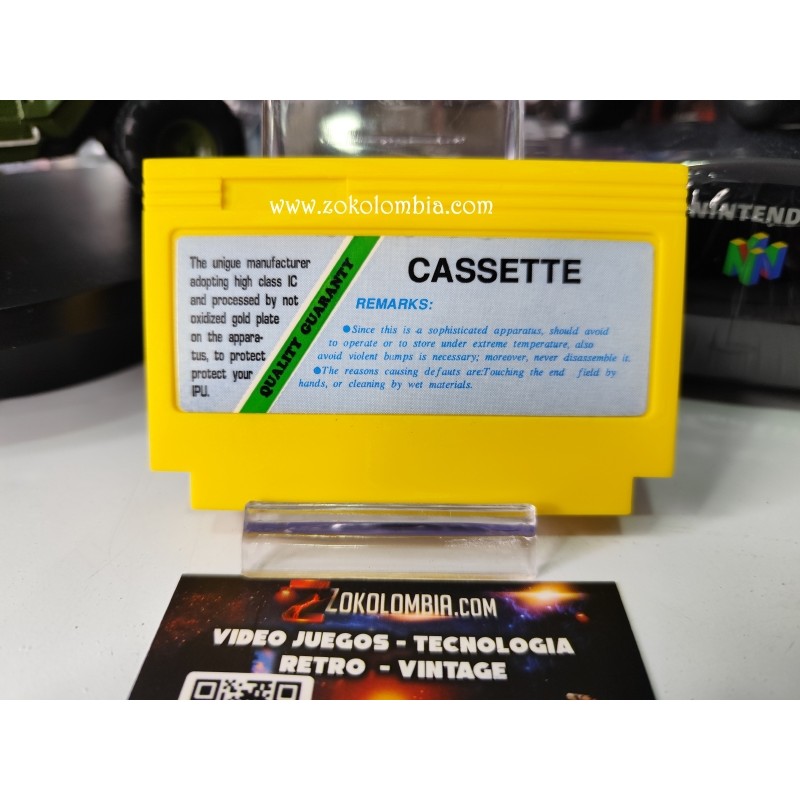 www.zokolombia.com
NINTENDO
The unigue manufacturer
adopting high class IC
and processed by not
oxidized gold plate
on the appara-
tus, to protect
protect your
IPU.
QUALITY GUARANTY
CASSETTE
REMARKS:
●Since this is a sophisticated apparatus, should avoid
to operate or to store under extreme temperature, also
avoid violent bumps is necessary; moreover, never disassemble it.
●The reasons causing defauts are:Touching the end field by
hands, or cleaning by wet materials.
ZOKOLOMBIA.COM
VIDEO JUEGOS - TECNOLOGIA
RETRO - VINTAGE